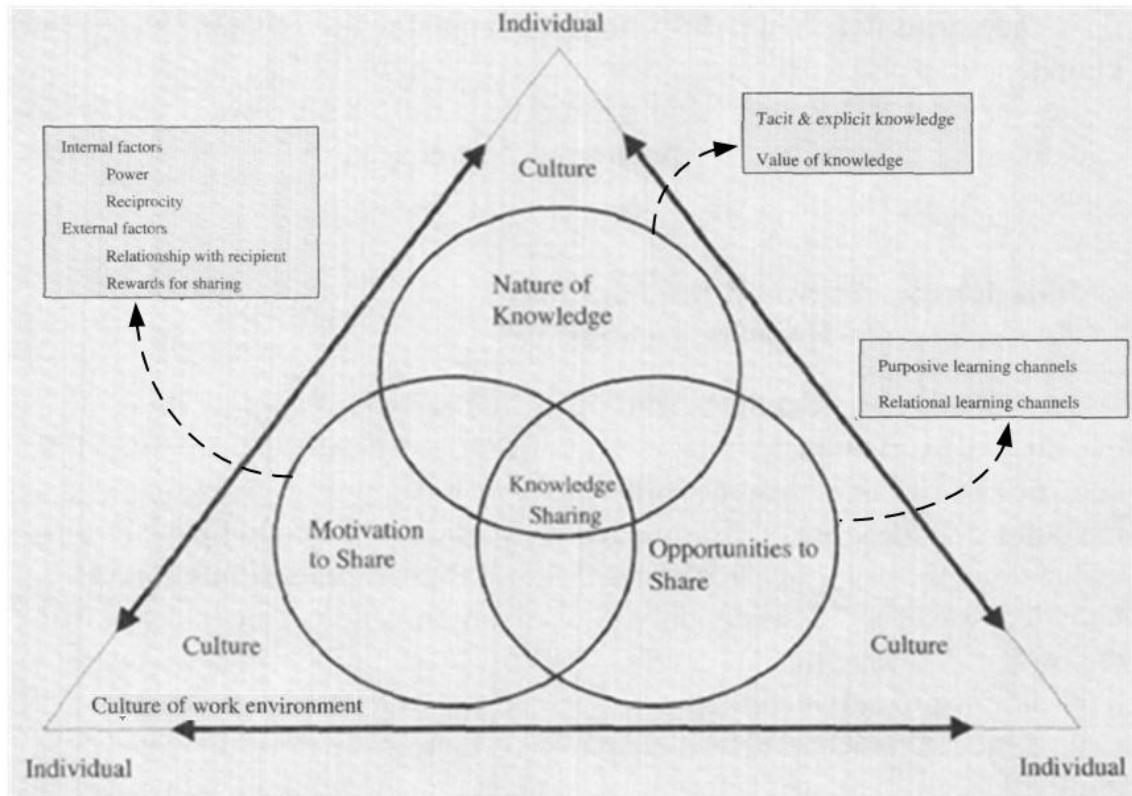 Individual
Tacit & explicit knowledge
Value of knowledge
Internal factors
Power
Reciprocity
External factors
Relationship with recipient
Rewards for sharing
Culture
Nature of
Knowledge
Purposive learning channels
Relational learning channels
Knowledge
Sharing
Motivation
to Share
Opportunities to
Share
Culture
Culture
Culture of work environment
Individual
Individual